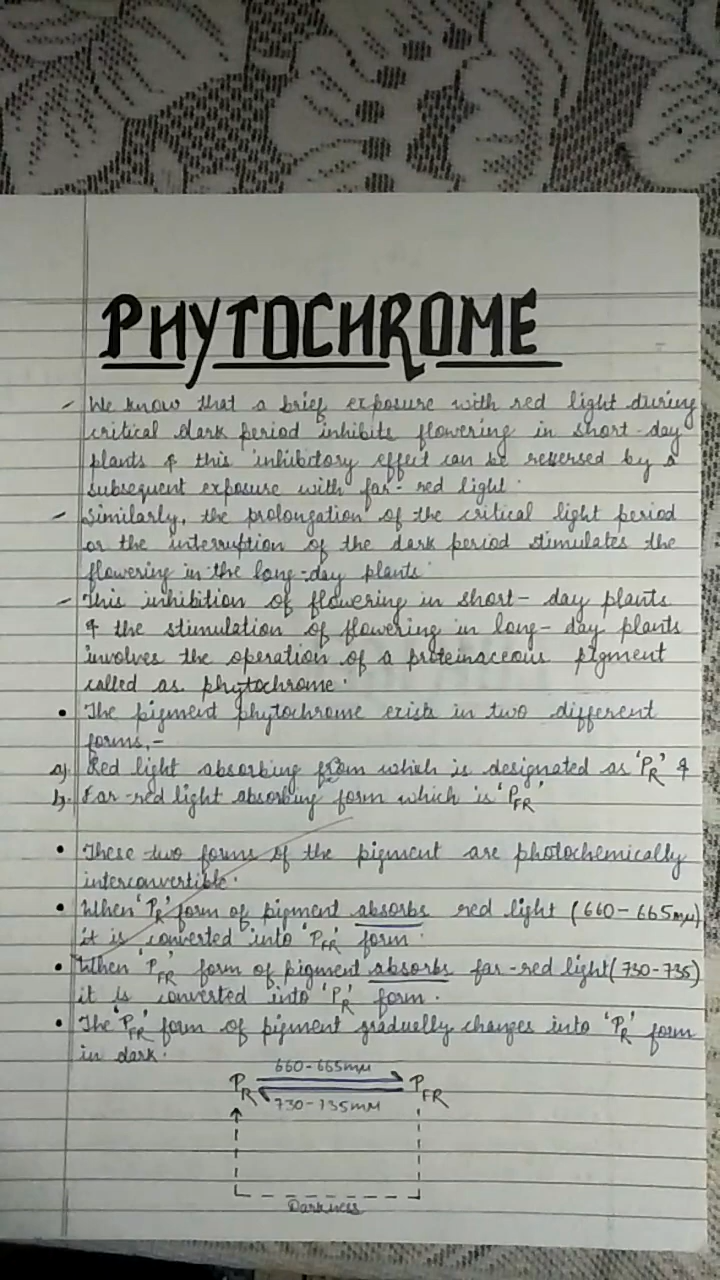 PHYTOCHROME
- We know that a brief exposure with red light during
critical dark period inhibits flowering in short-day
plants & this inhibitory effect can be reversed by a
subsequent exposure with far-red light.
- Similarly, the prolongation of the critical light period
or the interruption of the dark period stimulates the
flowering in the long-day plants.
- This inhibition of flowering in short-day plants
& the stimulation of flowering in long-day plants
involves the operation of a proteinaceous pigment
called as phytochrome.
• The pigment phytochrome exists in two different
forms,-
a) Red light absorbing from which is designated as 'PR' &
b) Far-red light absorbing form which is 'PFR'
• These two forms of the pigment are photochemically
interconvertible.
• When 'PR' form of pigment absorbs red light (660-665mμ)
it is converted into 'PFR' form.
• When 'PFR' form of pigment absorbs far-red light (730-735)
it is converted into 'PR' form.
• The 'PFR' form of pigment gradually changes into 'PR' form
in dark.
660-665mμ
PR PFR
730-735mμ
Darkness